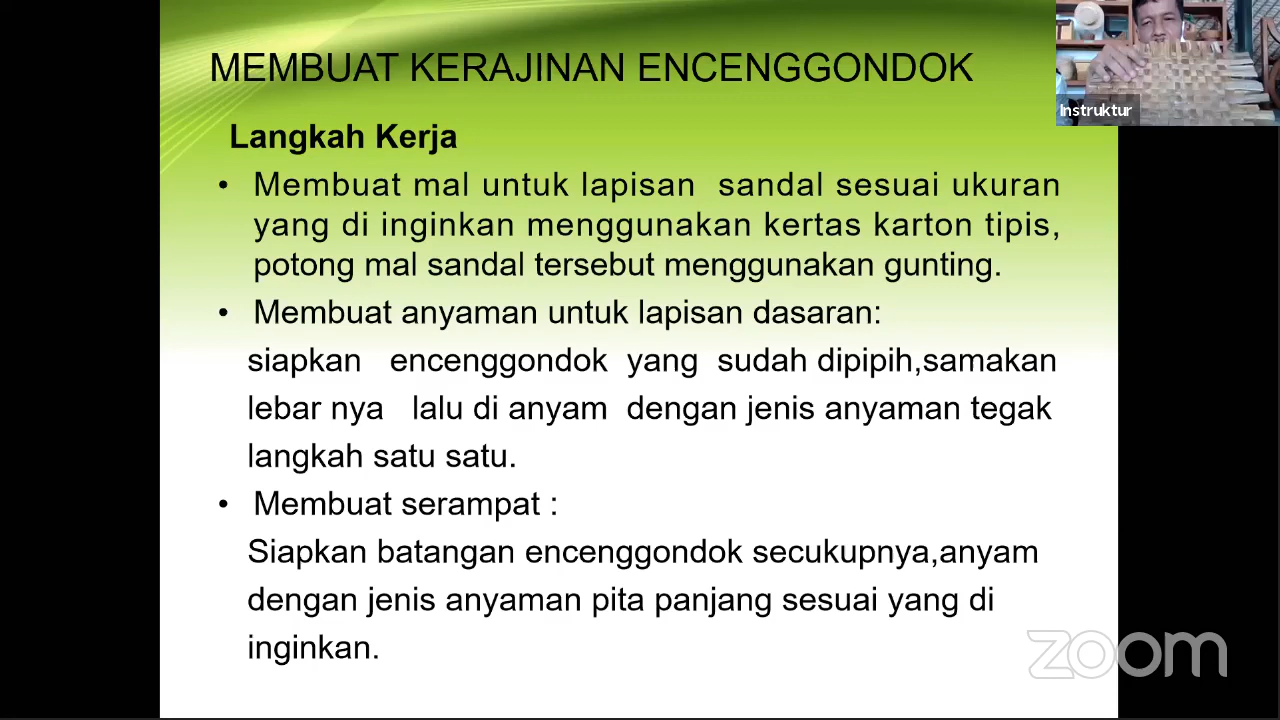 MEMBUAT KERAJINAN ENCENGGONDOK
Instruktur
Langkah Kerja
• Membuat mal untuk lapisan sandal sesuai ukuran
yang di inginkan menggunakan kertas karton tipis,
potong mal sandal tersebut menggunakan gunting.
• Membuat anyaman untuk lapisan dasaran:
siapkan encenggondok yang sudah dipipih,samakan
lebar nya lalu di anyam dengan jenis anyaman tegak
langkah satu satu.
• Membuat serampat :
Siapkan batangan encenggondok secukupnya,anyam
dengan jenis anyaman pita panjang sesuai yang di
inginkan.
zoom